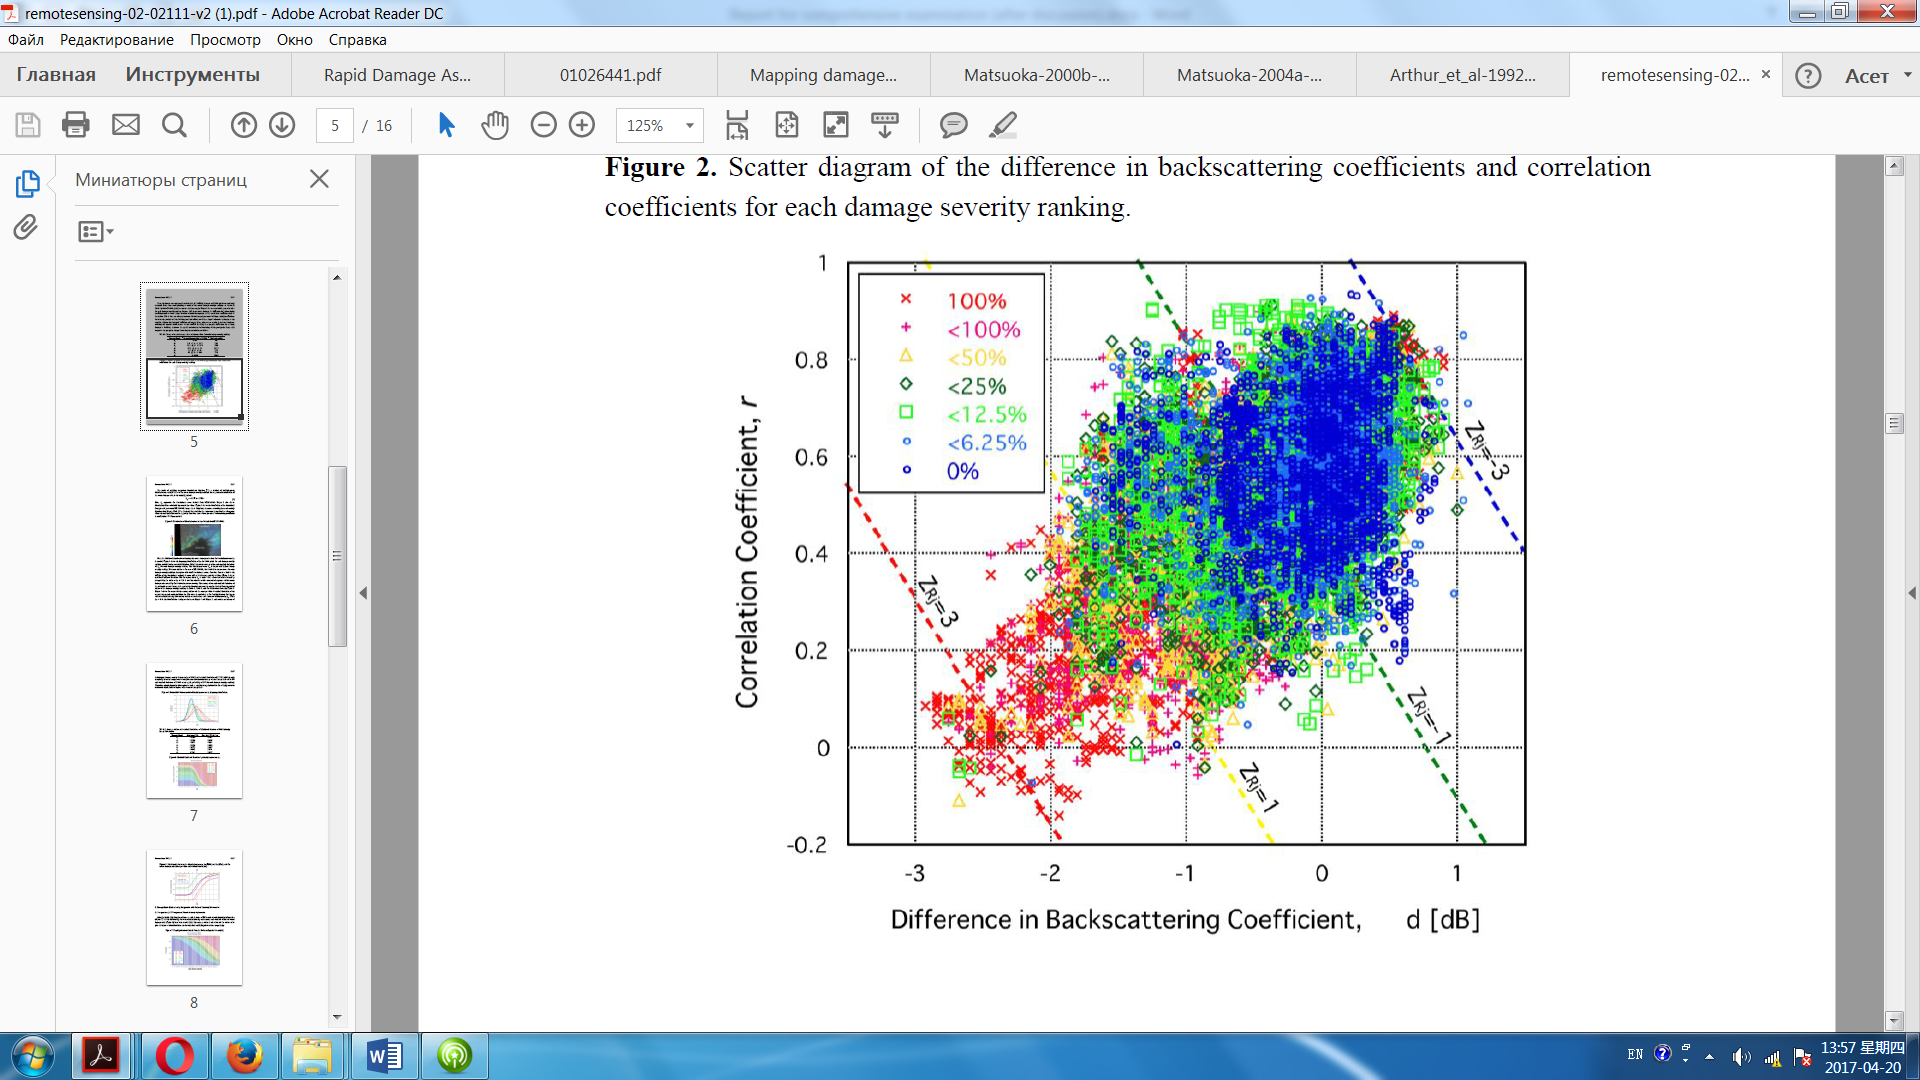 remotesensing-02-02111-v2 (1).pdf - Adobe Acrobat Reader DC
Файл Редактирование Просмотр Окно Справка
Главная Инструменты Rapid Damage As... 01026441.pdf Mapping damage... Matsuoka-2000b-... Matsuoka-2004a-... Arthur_et_al-1992... remotesensing-02... × ? Асет
5 / 16 125%
Миниатюры страниц
5
6
7
8
Figure 2. Scatter diagram of the difference in backscattering coefficients and correlation
coefficients for each damage severity ranking.
1
0.8
0.6
0.4
0.2
0
-0.2
Correlation Coefficient, r
100%
<100%
<50%
<25%
<12.5%
<6.25%
0%
ZRj=-3
ZRj=3
ZRj=-1
ZRj=1
-3 -2 -1 0 1
Difference in Backscattering Coefficient, d [dB]
EN
13:57 星期四
2017-04-20